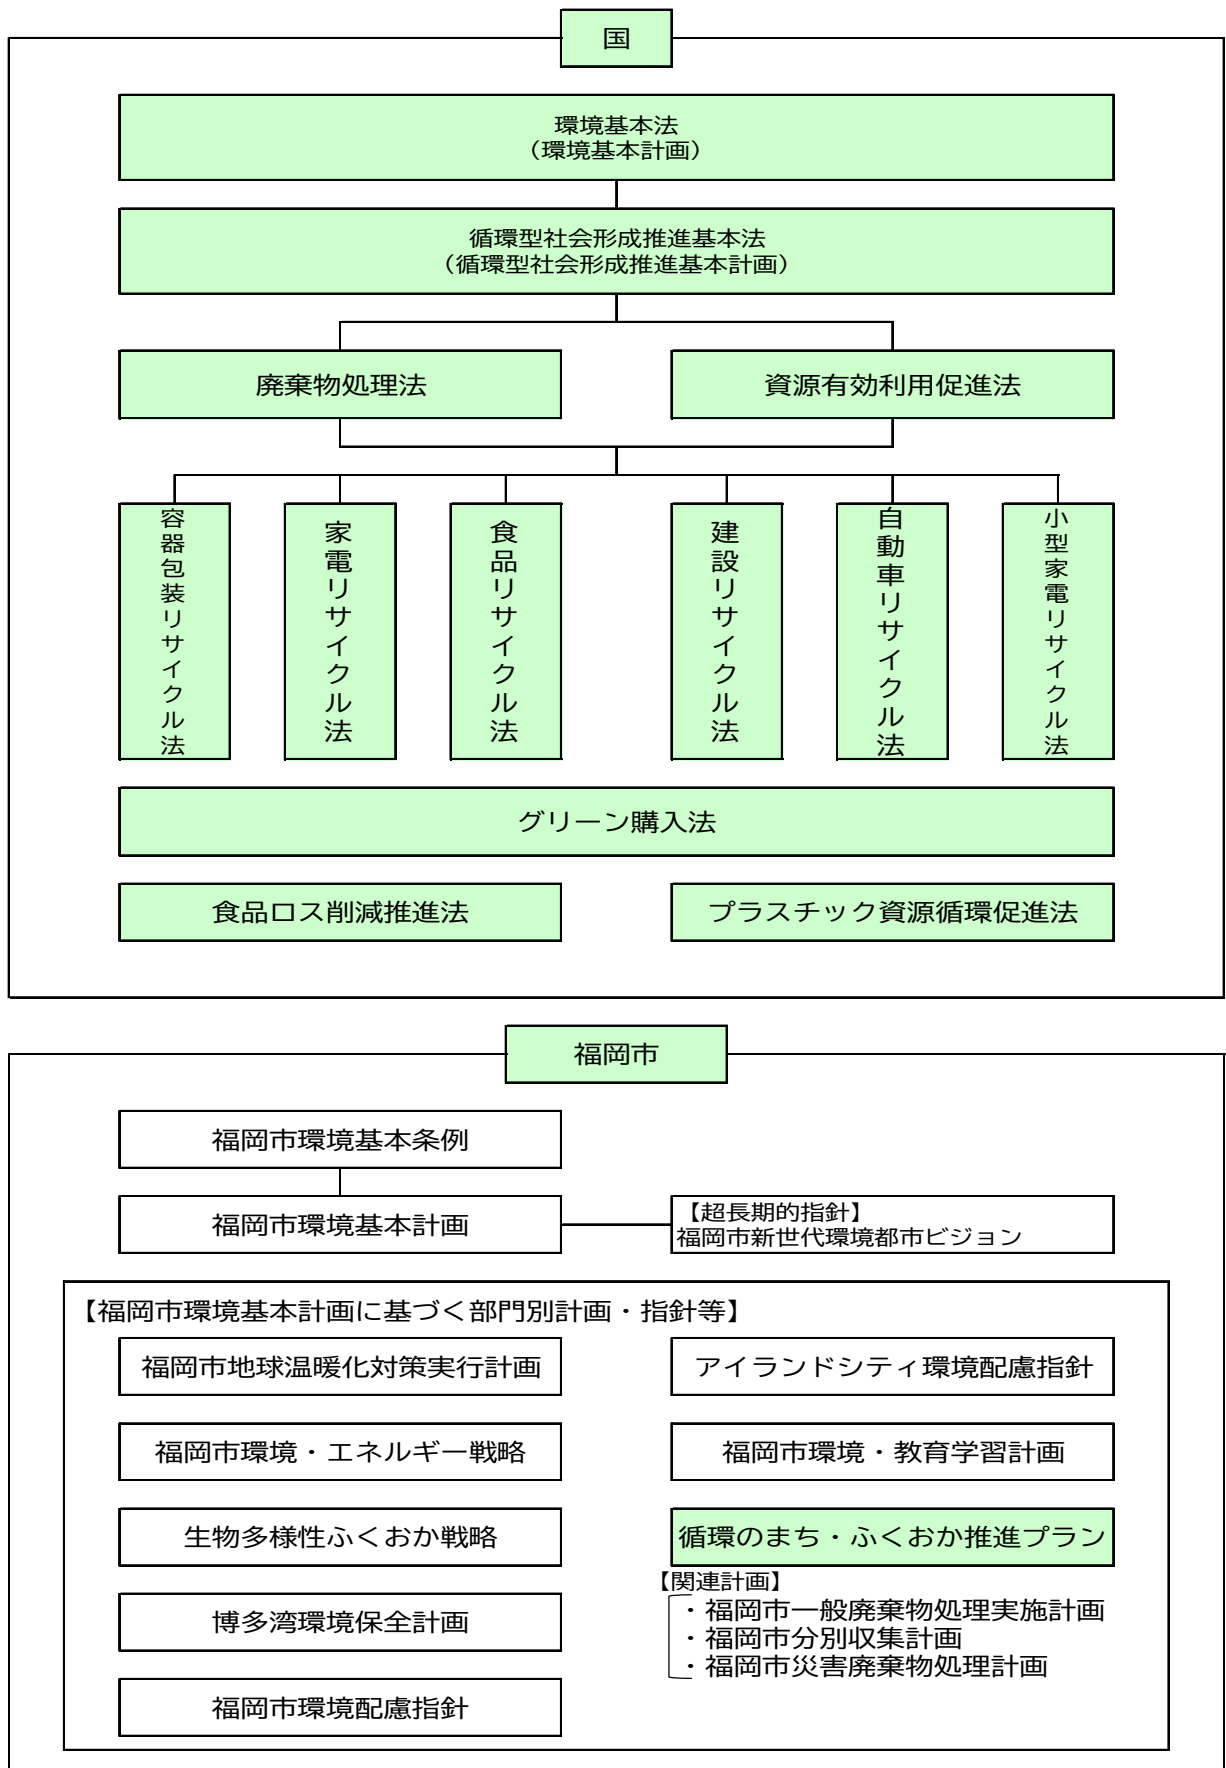 国
環境基本法
（環境基本計画）
循環型社会形成推進基本法
（循環型社会形成推進基本計画）
廃棄物処理法
資源有効利用促進法
容器包装リサイクル法
家電リサイクル法
食品リサイクル法
建設リサイクル法
自動車リサイクル法
小型家電リサイクル法
グリーン購入法
食品ロス削減推進法
プラスチック資源循環促進法
福岡市
福岡市環境基本条例
福岡市環境基本計画
【超長期的指針】
福岡市新世代環境都市ビジョン
【福岡市環境基本計画に基づく部門別計画・指針等】
福岡市地球温暖化対策実行計画
アイランドシティ環境配慮指針
福岡市環境・エネルギー戦略
福岡市環境・教育学習計画
生物多様性ふくおか戦略
循環のまち・ふくおか推進プラン
【関連計画】
・福岡市一般廃棄物処理実施計画
・福岡市分別収集計画
・福岡市災害廃棄物処理計画
博多湾環境保全計画
福岡市環境配慮指針